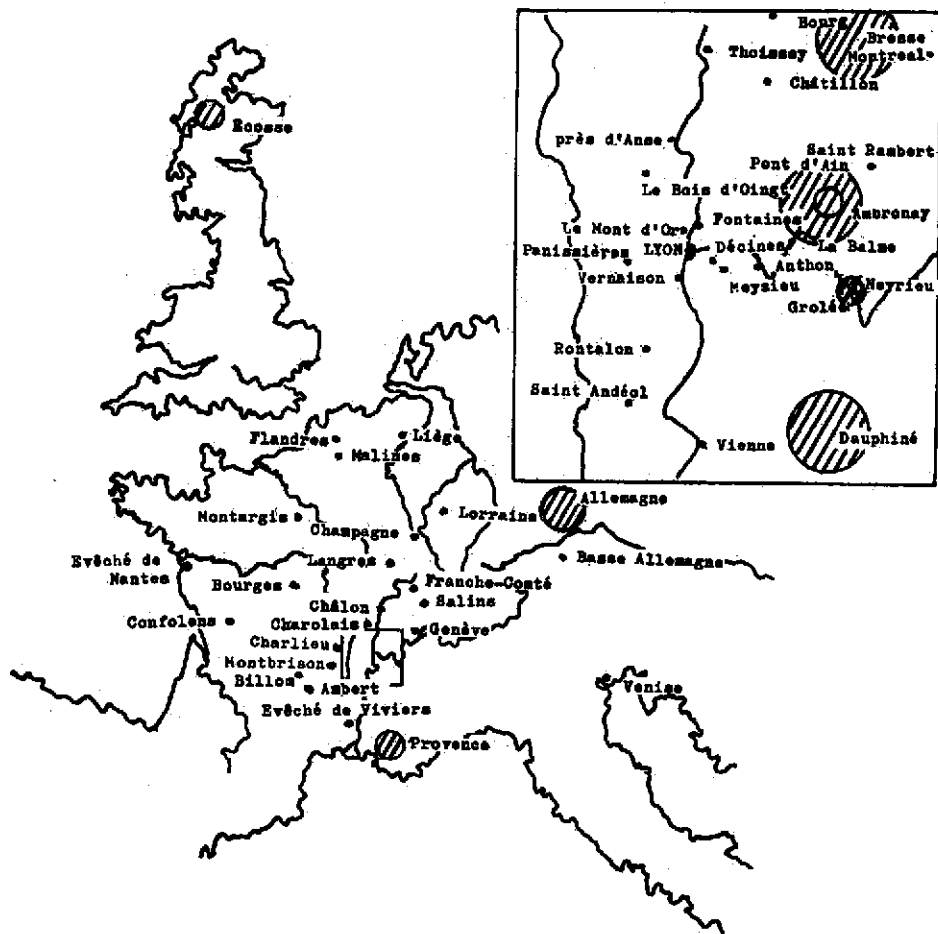 Bourg
Bresse
Thoissey
Montreal
Châtillon
Ecosse
près d'Anse
Saint Rambert
Pont d'Ain
Le Bois d'Oingt
Fontaines
Ambronay
Le Mont d'Or
Panissières
LYON
Décines
La Balme
Anthon
Vernaison
Meyzieu
Meyrieu
Grolée
Rontalon
Saint Andéol
Vienne
Dauphiné
Flandres
Liège
Malines
Allemagne
Montargis
Lorraine
Champagne
Evêché de
Nantes
Langres
Basse Allemagne
Bourges
Franche-Comté
Salins
Châlon
Confolens
Charolais
Genève
Charlieu
Montbrison
Billon
Ambert
Venise
Evêché de Viviers
Provence